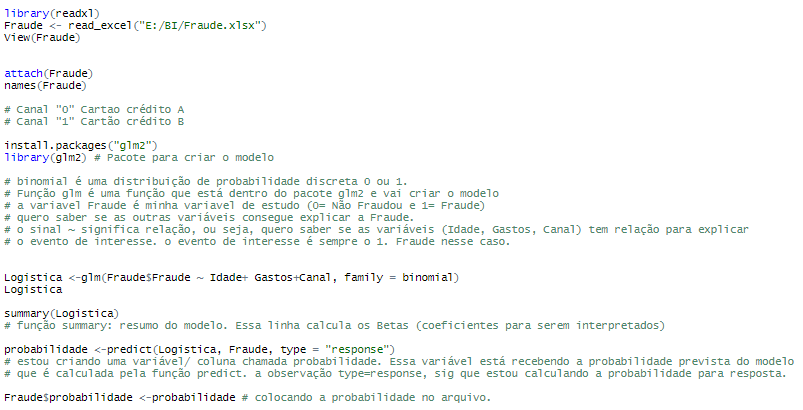 library(readxl)
Fraude <- read_excel("E:/BI/Fraude.xlsx")
View(Fraude)
attach(Fraude)
names(Fraude)
# Canal "0" Cartao crédito A
# Canal "1" Cartão crédito B
install.packages("glm2")
library(glm2) # Pacote para criar o modelo
# binomial é uma distribuição de probabilidade discreta 0 ou 1.
# Função glm é uma função que está dentro do pacote glm2 e vai criar o modelo
# a variavel Fraude é minha variavel de estudo (0= Não Fraudou e 1= Fraude)
# quero saber se as outras variáveis consegue explicar a Fraude.
# o sinal ~ significa relação, ou seja, quero saber se as variáveis (Idade, Gastos, Canal) tem relação para explicar
# o evento de interesse. o evento de interesse é sempre o 1. Fraude nesse caso.
Logistica <-glm(Fraude$Fraude ~ Idade+ Gastos+Canal, family = binomial)
Logistica
summary(Logistica)
# função summary: resumo do modelo. Essa linha calcula os Betas (coeficientes para serem interpretados)
probabilidade <-predict(Logistica, Fraude, type = "response")
# estou criando uma variável/ coluna chamada probabilidade. Essa variável está recebendo a probabilidade prevista do modelo
# que é calculada pela função predict. a observação type=response, sig que estou calculando a probabilidade para resposta.
Fraude$probabilidade <-probabilidade # colocando a probabilidade no arquivo.